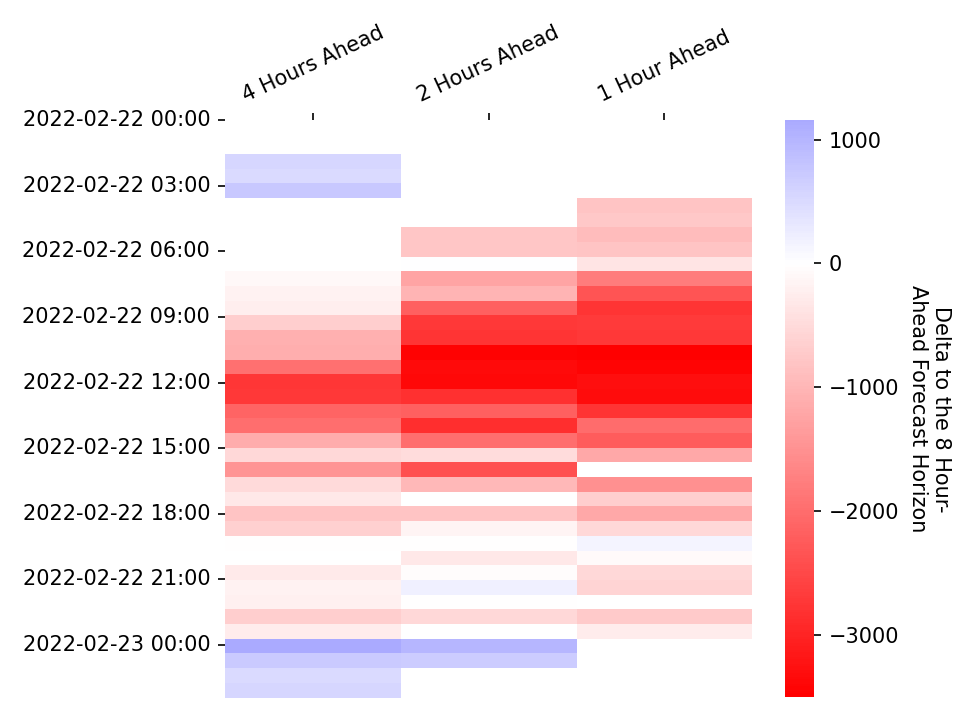 4 Hours Ahead
2 Hours Ahead
1 Hour Ahead
2022-02-22 00:00
2022-02-22 03:00
2022-02-22 06:00
2022-02-22 09:00
2022-02-22 12:00
2022-02-22 15:00
2022-02-22 18:00
2022-02-22 21:00
2022-02-23 00:00
1000
0
−1000
−2000
−3000
Delta to the 8 Hour-
Ahead Forecast Horizon